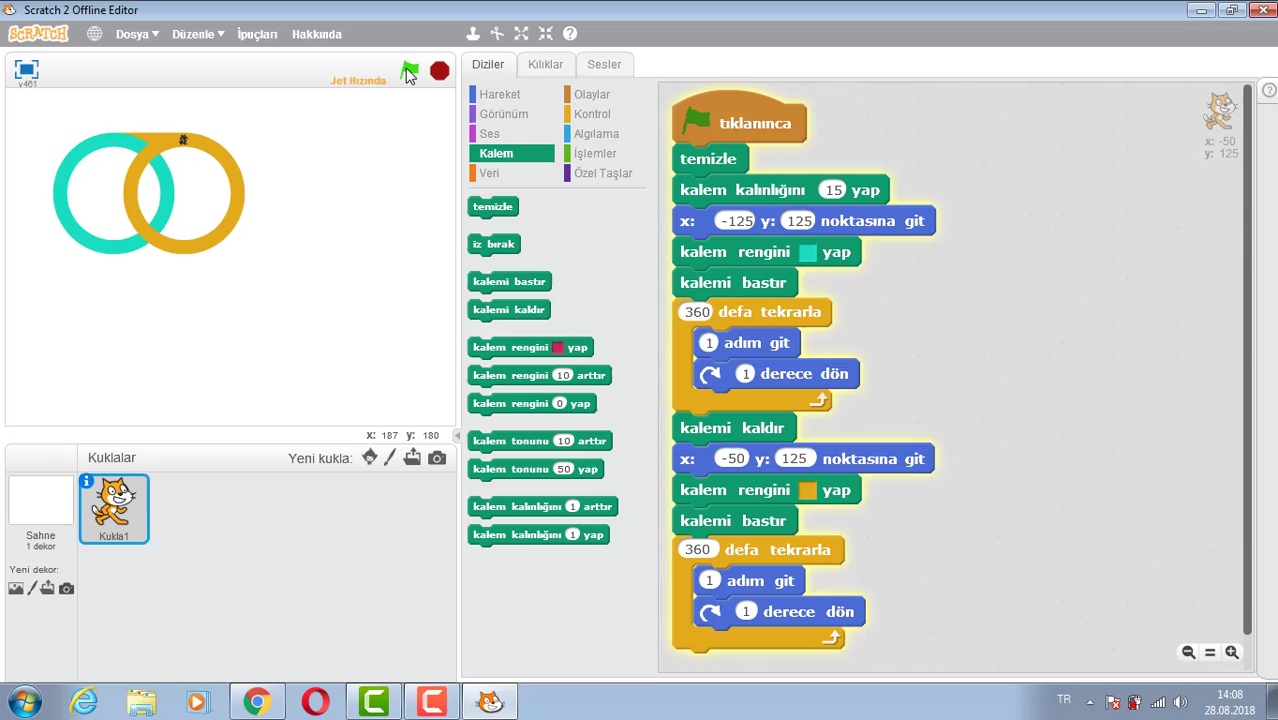 Scratch 2 Offline Editor
SCRATCH Dosya Düzenle İpuçları Hakkında
v461
Jet Hızında
x: 187 y: 180
Kuklalar Yeni kukla:
Sahne
1 dekor
Yeni dekor:
Kukla1
Diziler Kılıklar Sesler
Hareket Olaylar
Görünüm Kontrol
Ses Algılama
Kalem İşlemler
Veri Özel Taşlar
temizle
iz bırak
kalemi bastır
kalemi kaldır
kalem rengini yap
kalem rengini 10 arttır
kalem rengini 0 yap
kalem tonunu 10 arttır
kalem tonunu 50 yap
kalem kalınlığını 1 arttır
kalem kalınlığını 1 yap
tıklanınca
temizle
kalem kalınlığını 15 yap
x: -125 y: 125 noktasına git
kalem rengini yap
kalemi bastır
360 defa tekrarla
1 adım git
1 derece dön
kalemi kaldır
x: -50 y: 125 noktasına git
kalem rengini yap
kalemi bastır
360 defa tekrarla
1 adım git
1 derece dön
x: -50
y: 125
TR
14:08
28.08.2018